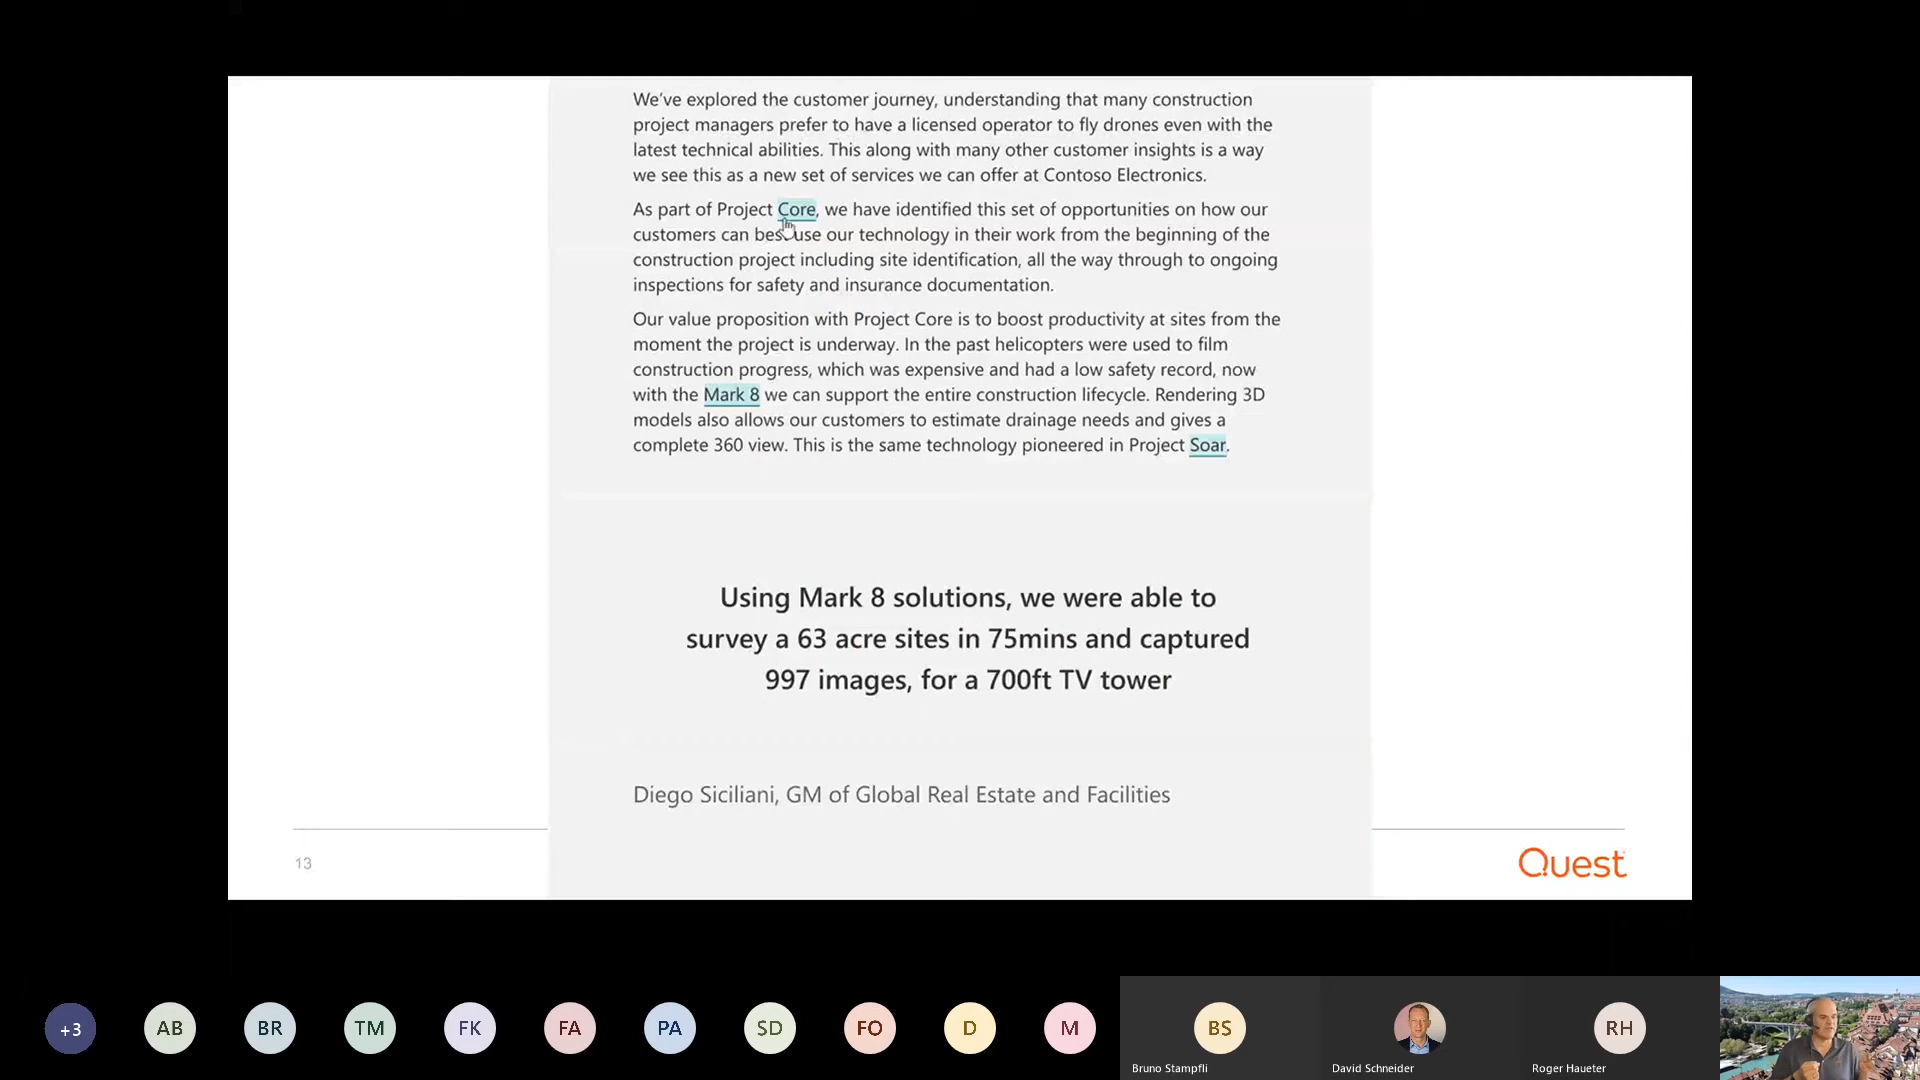 We've explored the customer journey, understanding that many construction
project managers prefer to have a licensed operator to fly drones even with the
latest technical abilities. This along with many other customer insights is a way
we see this as a new set of services we can offer at Contoso Electronics.
As part of Project Core, we have identified this set of opportunities on how our
customers can best use our technology in their work from the beginning of the
construction project including site identification, all the way through to ongoing
inspections for safety and insurance documentation.
Our value proposition with Project Core is to boost productivity at sites from the
moment the project is underway. In the past helicopters were used to film
construction progress, which was expensive and had a low safety record, now
with the Mark 8 we can support the entire construction lifecycle. Rendering 3D
models also allows our customers to estimate drainage needs and gives a
complete 360 view. This is the same technology pioneered in Project Soar.
Using Mark 8 solutions, we were able to
survey a 63 acre sites in 75mins and captured
997 images, for a 700ft TV tower
Diego Siciliani, GM of Global Real Estate and Facilities
13
Quest
+3
AB
BR
TM
FK
FA
PA
SD
FO
D
M
BS
RH
Bruno Stampfli
David Schneider
Roger Haueter